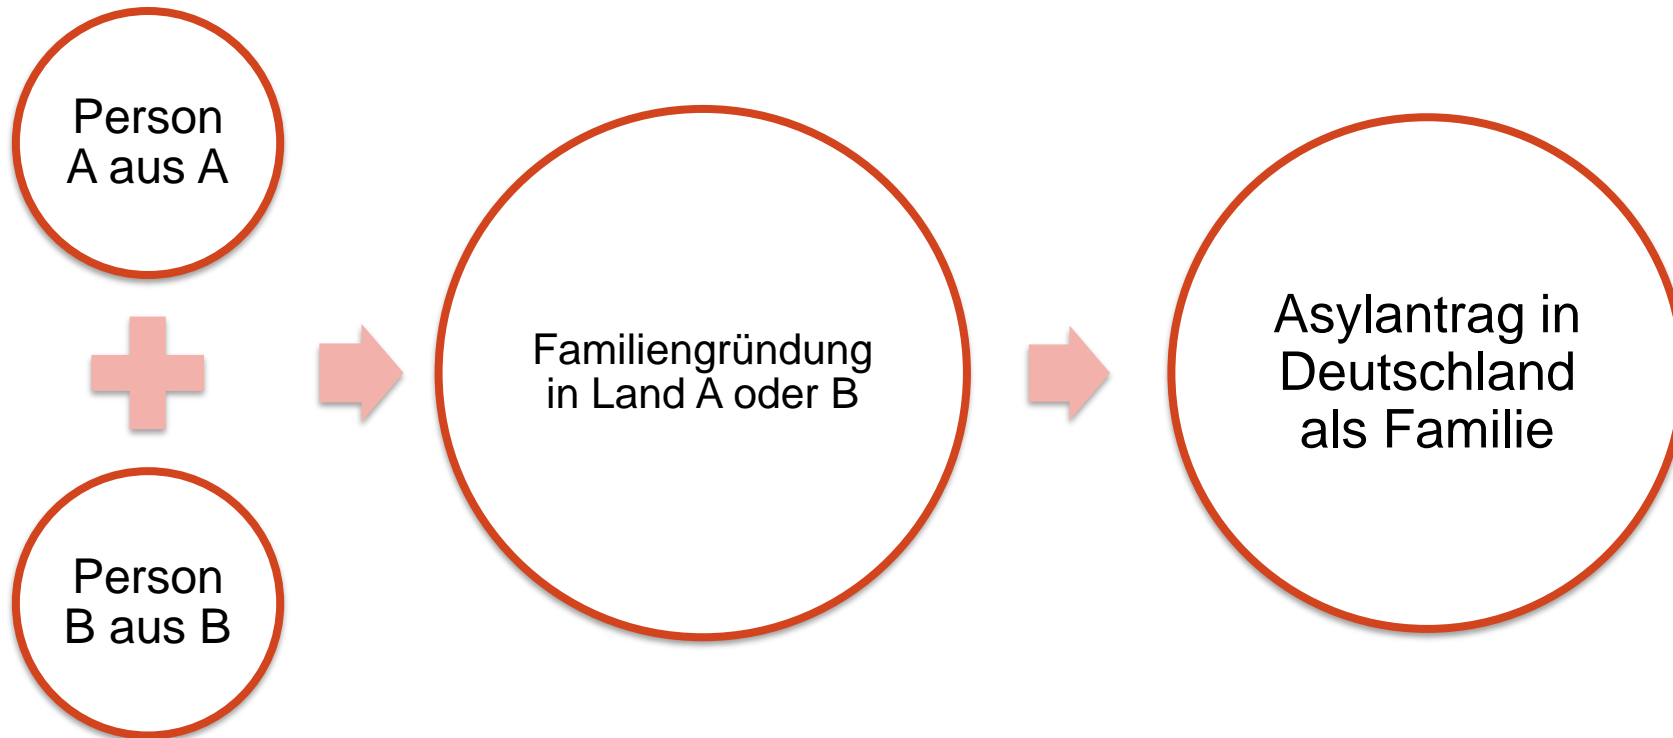 Person
A aus A
Person
B aus B
Familiengründung
in Land A oder B
Asylantrag in
Deutschland
als Familie